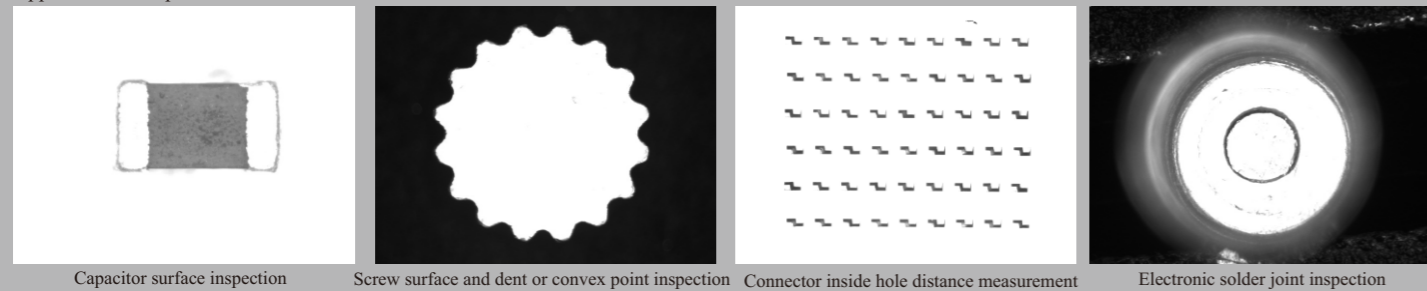 Capacitor surface inspection
Screw surface and dent or convex point inspection
Connector inside hole distance measurement
Electronic solder joint inspection